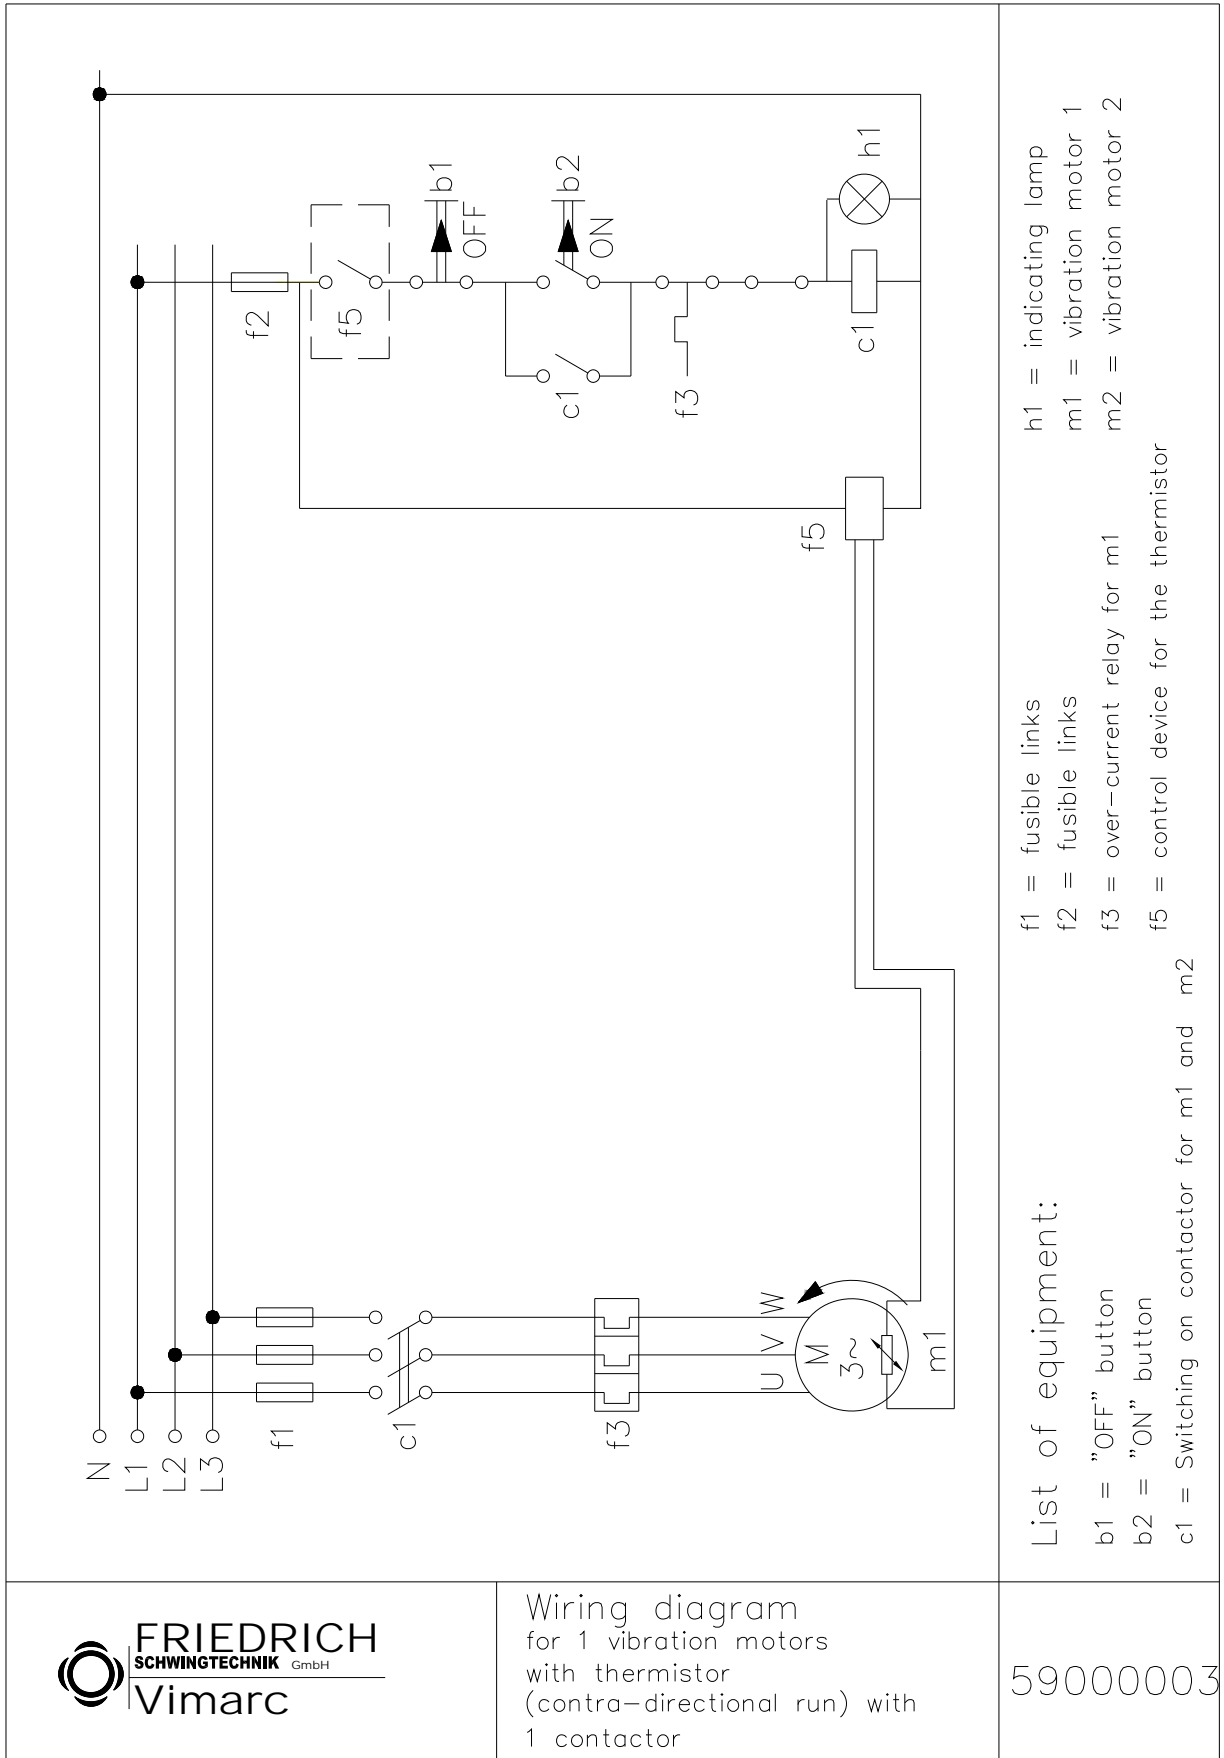 N
L1
L2
L3
f1
c1
f3
U V W
M
3~
m1
f2
f5
b1
OFF
b2
ON
c1
f3
c1
h1
f5
List of equipment:
b1 = "OFF" button
b2 = "ON" button
c1 = Switching on contactor for m1 and m2
f1 = fusible links
f2 = fusible links
f3 = over-current relay for m1
f5 = control device for the thermistor
h1 = indicating lamp
m1 = vibration motor 1
m2 = vibration motor 2
FRIEDRICH
SCHWINGTECHNIK GmbH
Vimarc
Wiring diagram
for 1 vibration motors
with thermistor
(contra-directional run) with
1 contactor
59000003